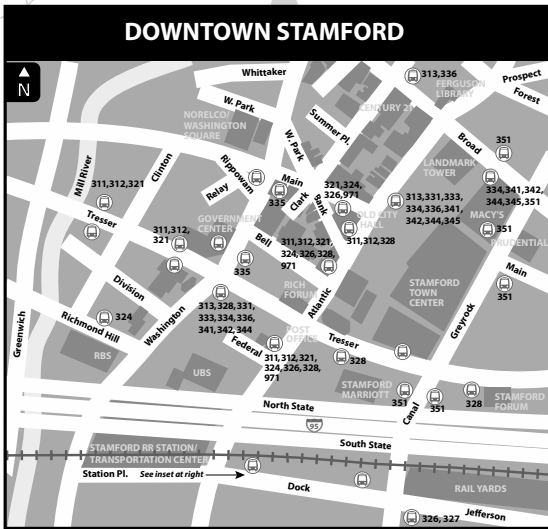 DOWNTOWN STAMFORD
N
Whittaker
313,336
FERGUSON
LIBRARY
Prospect
Forest
W. Park
CENTURY 21
Summer Pl.
NORELCO/
WASHINGTON
SQUARE
W. Park
Broad
351
Mill River
Clinton
Rippowam
Main
LANDMARK
TOWER
Relay
335
Clark
Bank
321,324,
326,971
334,341,342,
344,345,351
311,312,321
313,331,333,
334,336,341,
342,344,345
OLD CITY
HALL
MACY'S
Tresser
GOVERNMENT
CENTER
311,312,
321
Bell
311,312,321,
324,326,328,
971
311,312,328
351
PRUDENTIAL
335
Division
RICH
FORUM
Atlantic
STAMFORD
TOWN
CENTER
Main
351
Greyrock
Greenwich
Richmond Hill
324
Washington
313,328,331,
333,334,336,
341,342,344
POST
OFFICE
Tresser
RBS
Federal
311,312,321,
324,326,328,
971
328
UBS
STAMFORD
MARRIOTT
351
351
328
STAMFORD
FORUM
North State
Canal
95
South State
STAMFORD RR STATION/
TRANSPORTATION CENTER
Station Pl.
See inset at right
Dock
RAIL YARDS
326, 327
Jefferson